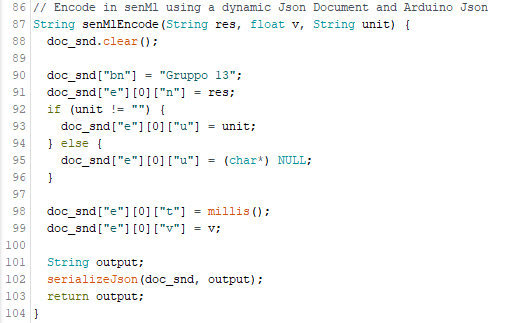 86 // Encode in senMl using a dynamic Json Document and Arduino Json
87 String senMlEncode(String res, float v, String unit) {
88   doc_snd.clear();
89
90   doc_snd["bn"] = "Gruppo 13";
91   doc_snd["e"][0]["n"] = res;
92   if (unit != "") {
93     doc_snd["e"][0]["u"] = unit;
94   } else {
95     doc_snd["e"][0]["u"] = (char*) NULL;
96   }
97
98   doc_snd["e"][0]["t"] = millis();
99   doc_snd["e"][0]["v"] = v;
100
101   String output;
102   serializeJson(doc_snd, output);
103   return output;
104 }